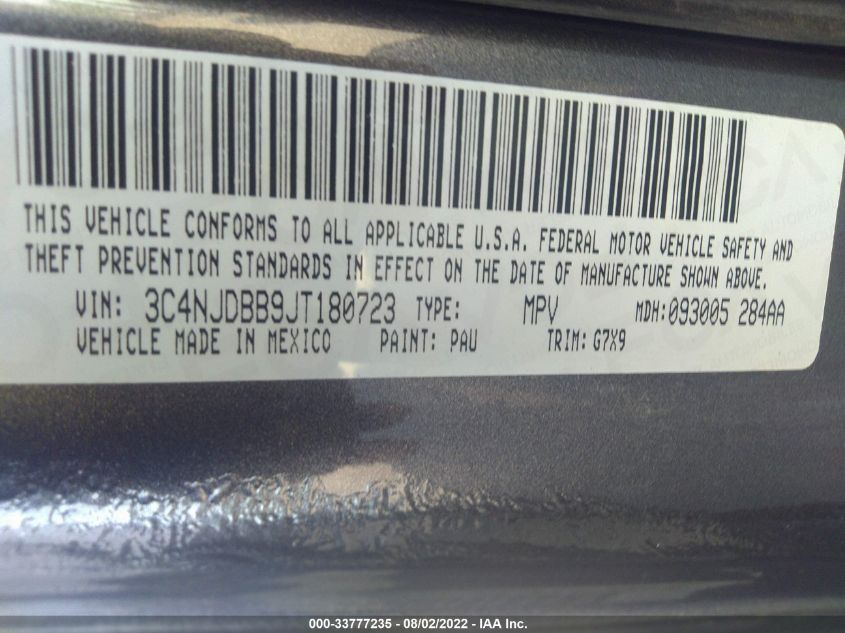 THIS VEHICLE CONFORMS TO ALL APPLICABLE U.S.A. FEDERAL MOTOR VEHICLE SAFETY AND
THEFT PREVENTION STANDARDS IN EFFECT ON THE DATE OF MANUFACTURE SHOWN ABOVE.
VIN: 3C4NJDBB9JT180723 TYPE: MPV MDH:093005 284AA
VEHICLE MADE IN MEXICO PAINT: PAU TRIM: G7X9
000-33777235 - 08/02/2022 - IAA Inc.